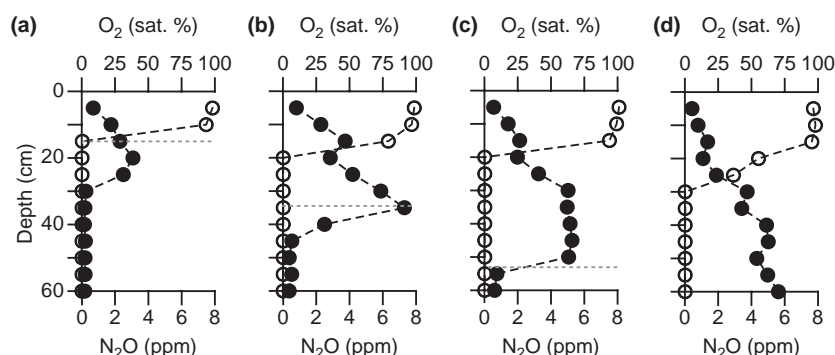 (a) O₂ (sat. %) (b) O₂ (sat. %) (c) O₂ (sat. %) (d) O₂ (sat. %)
0 25 50 75 100 0 25 50 75 100 0 25 50 75 100 0 25 50 75 100
Depth (cm)
0
20
40
60
0 2 4 6 8 0 2 4 6 8 0 2 4 6 8 0 2 4 6 8
N₂O (ppm) N₂O (ppm) N₂O (ppm) N₂O (ppm)